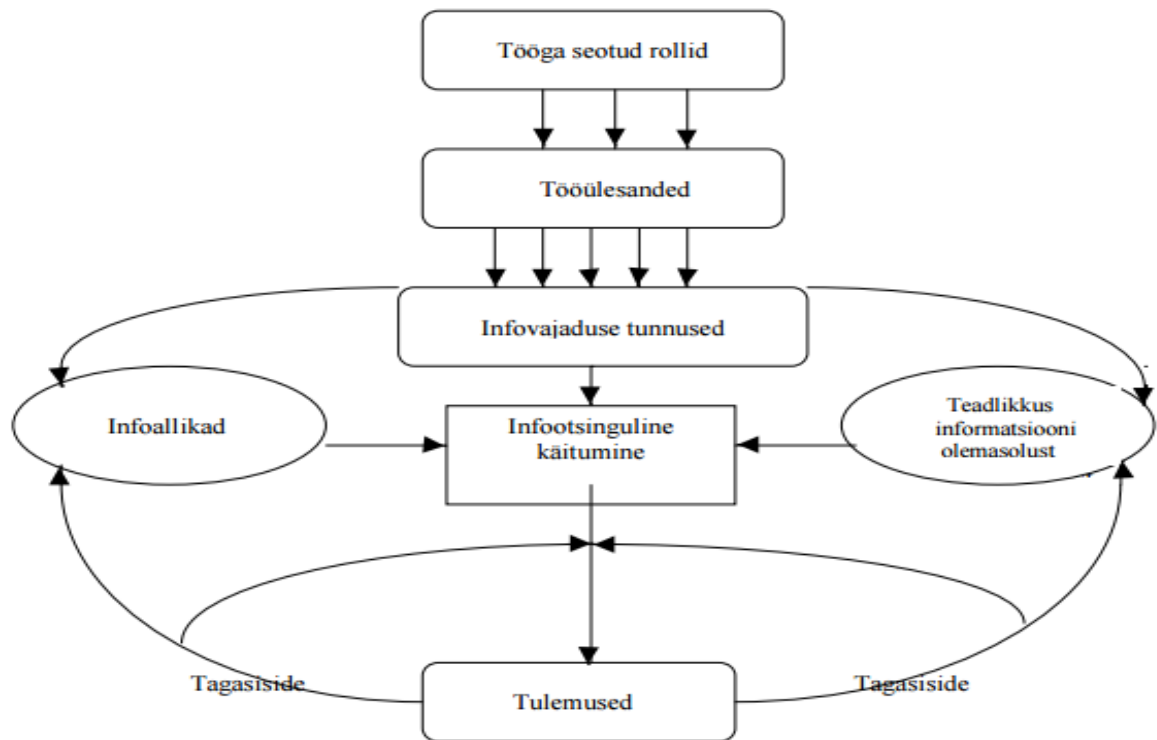 Tööga seotud rollid
Tööülesanded
Infovajaduse tunnused
Infoallikad
Infootsinguline
käitumine
Teadlikkus
informatsiooni
olemasolust
Tagasiside
Tagasiside
Tulemused